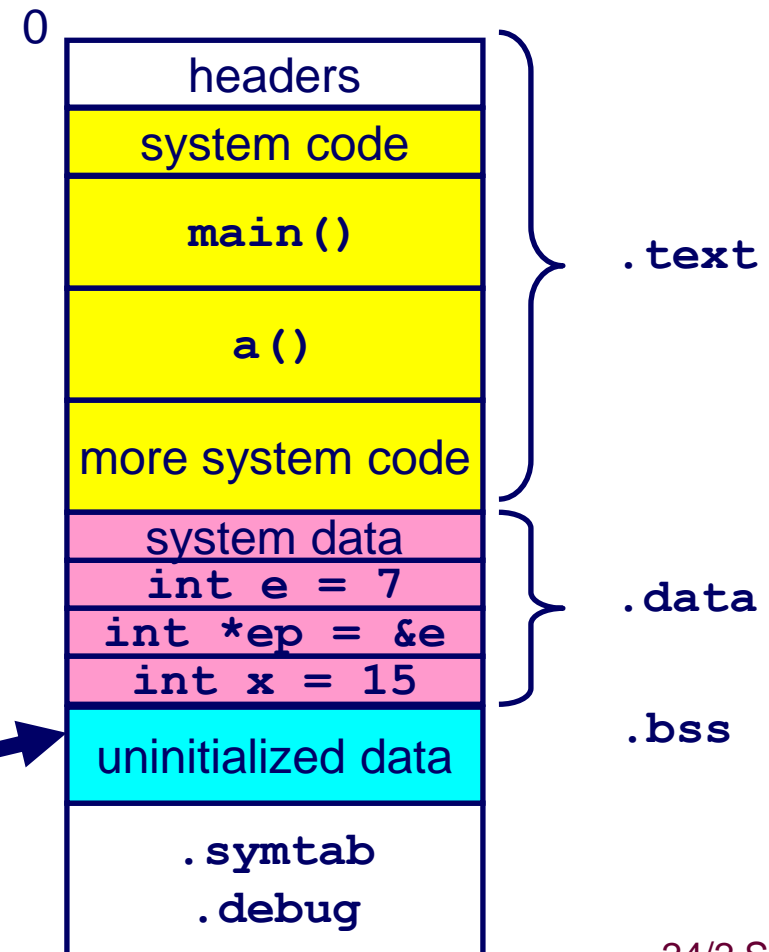 0
headers
system code
main()
.text
a()
more system code
system data
int e = 7
.data
int *ep = &e
int x = 15
.bss
uninitialized data
.symtab
.debug